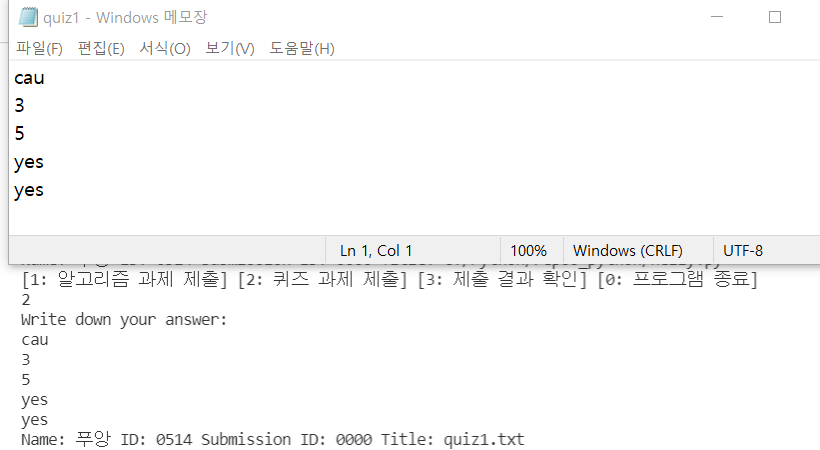 quiz1 - Windows 메모장
파일(F) 편집(E) 서식(O) 보기(V) 도움말(H)
cau
3
5
yes
yes
Ln 1, Col 1 100% Windows (CRLF) UTF-8
[1: 알고리즘 과제 제출] [2: 퀴즈 과제 제출] [3: 제출 결과 확인] [0: 프로그램 종료]
2
Write down your answer:
cau
3
5
yes
yes
Name: 푸앙 ID: 0514 Submission ID: 0000 Title: quiz1.txt